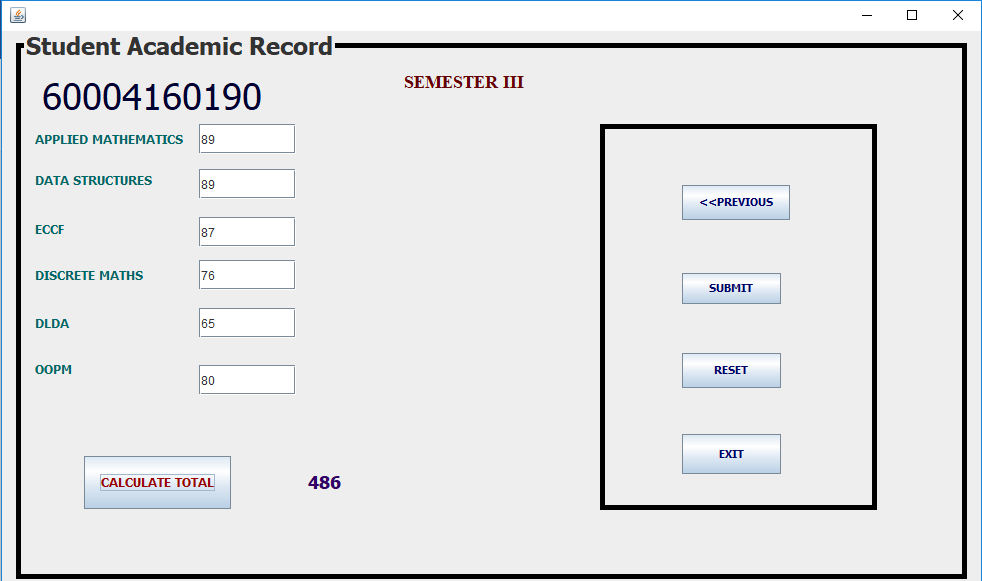 Student Academic Record
60004160190
SEMESTER III
APPLIED MATHEMATICS 89
DATA STRUCTURES 89
ECCF 87
DISCRETE MATHS 76
DLDA 65
OOPM 80
CALCULATE TOTAL 486
<<PREVIOUS
SUBMIT
RESET
EXIT